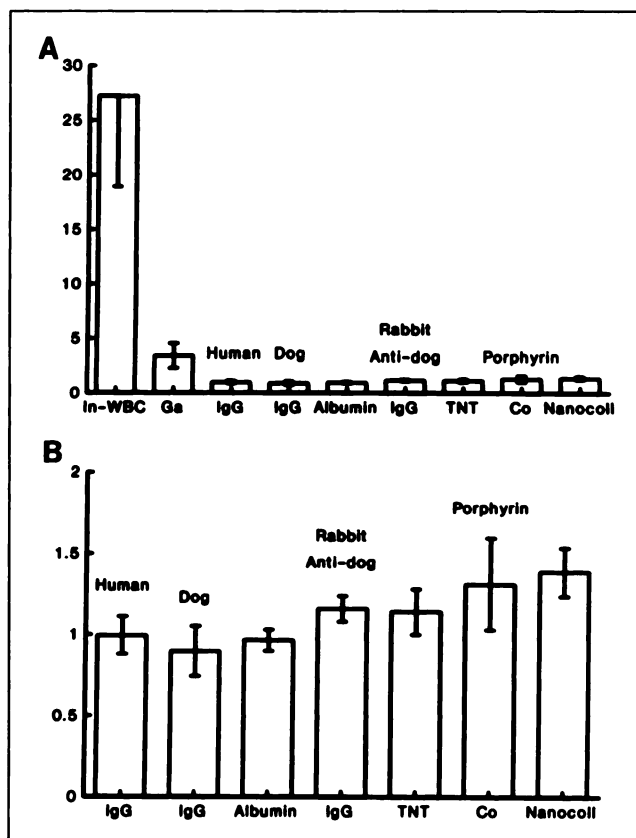 A
30
25
20
15
10
5
0
Human Dog Rabbit Anti-dog Porphyrin
In-WBC Ga IgG IgG Albumin IgG TNT Co Nanocoll
B
2
1.5
1
0.5
0
Human Dog Rabbit Anti-dog Porphyrin
IgG IgG Albumin IgG TNT Co Nanocoll